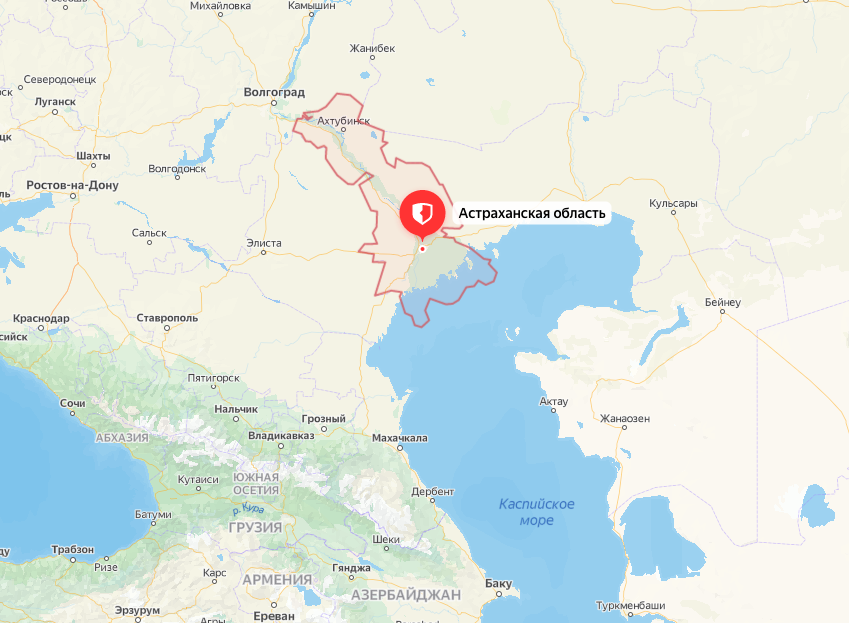 Михайловка
Камышин
Жанибек
Северодонецк
Луганск
Волгоград
Ахтубинск
Шахты
Волгодонск
Ростов-на-Дону
Кульсары
Астраханская область
Сальск
Элиста
Бейнеу
Краснодар
Ставрополь
Пятигорск
Сочи
Нальчик
Актау
Грозный
Жанаозен
АБХАЗИЯ
Владикавказ
Махачкала
Кутаиси
ЮЖНАЯ
ОСЕТИЯ
Дербент
Каспийское
море
р. Кура
Батуми
ГРУЗИЯ
Шеки
Трабзон
Ризе
Карс
Гянджа
АРМЕНИЯ
Баку
АЗЕРБАЙДЖАН
Туркменбаши
Эрзурум
Ереван